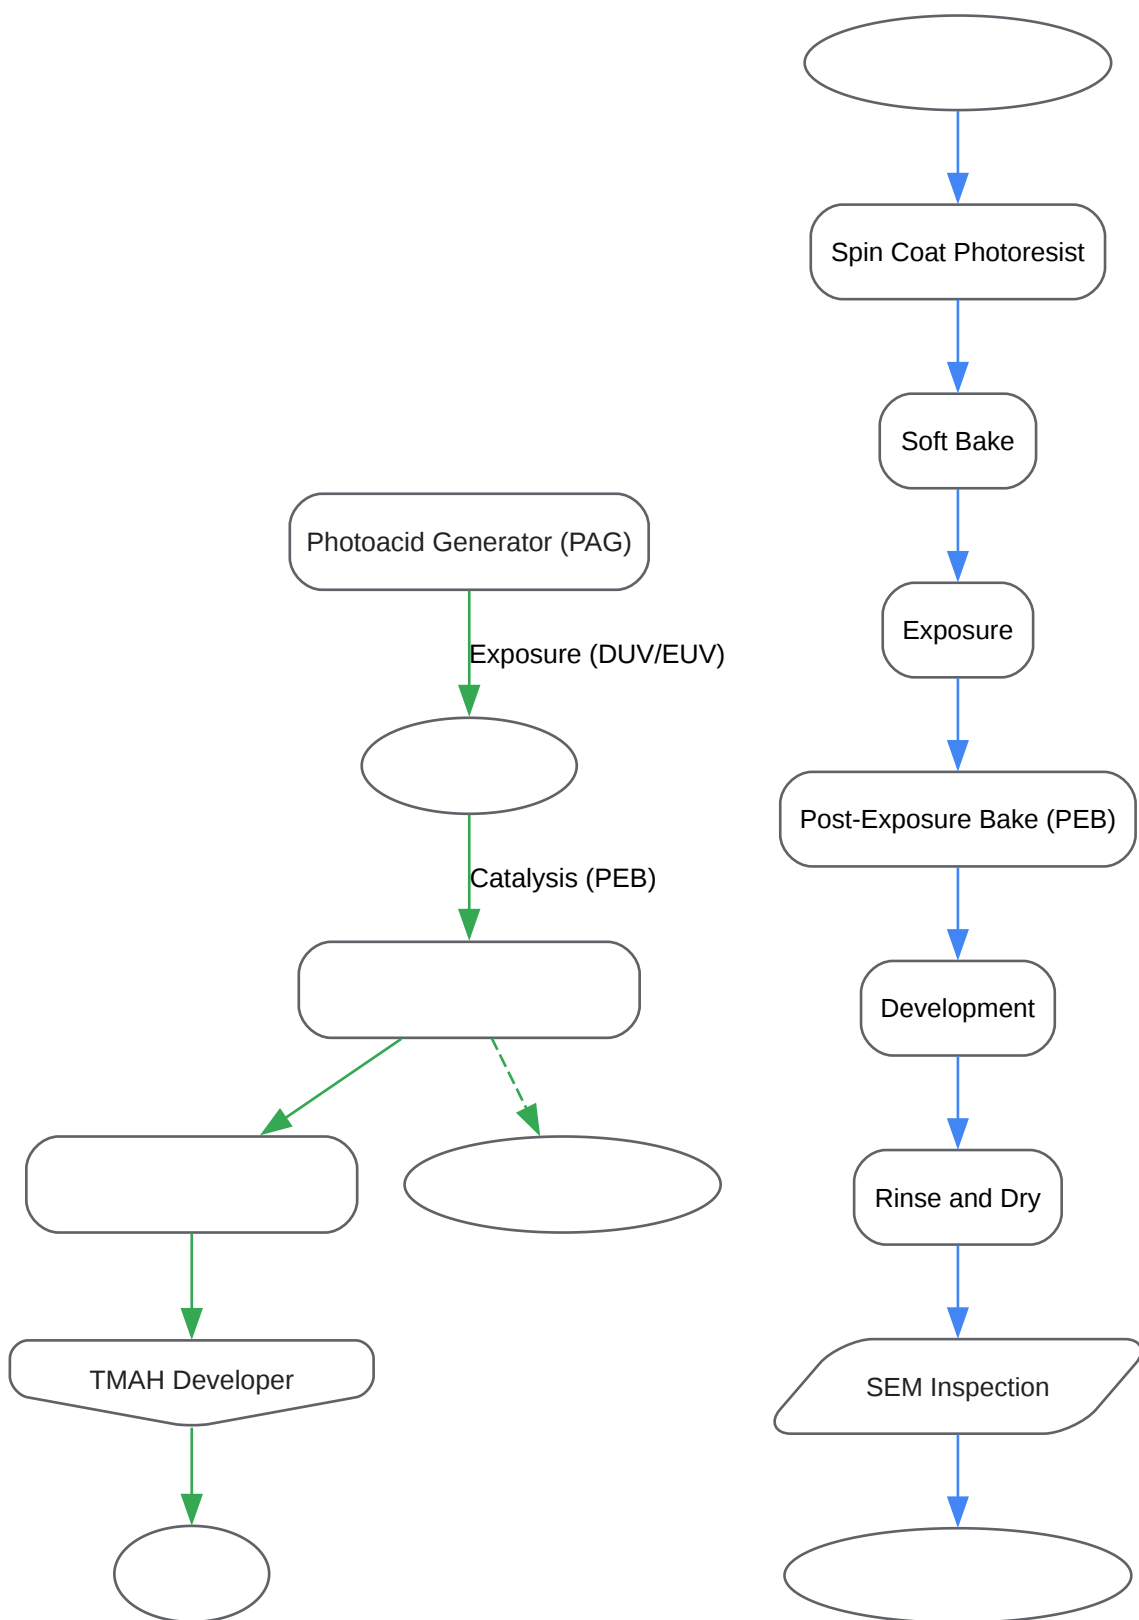 Photoacid Generator (PAG)
Exposure (DUV/EUV)
Catalysis (PEB)
TMAH Developer
Spin Coat Photoresist
Soft Bake
Exposure
Post-Exposure Bake (PEB)
Development
Rinse and Dry
SEM Inspection